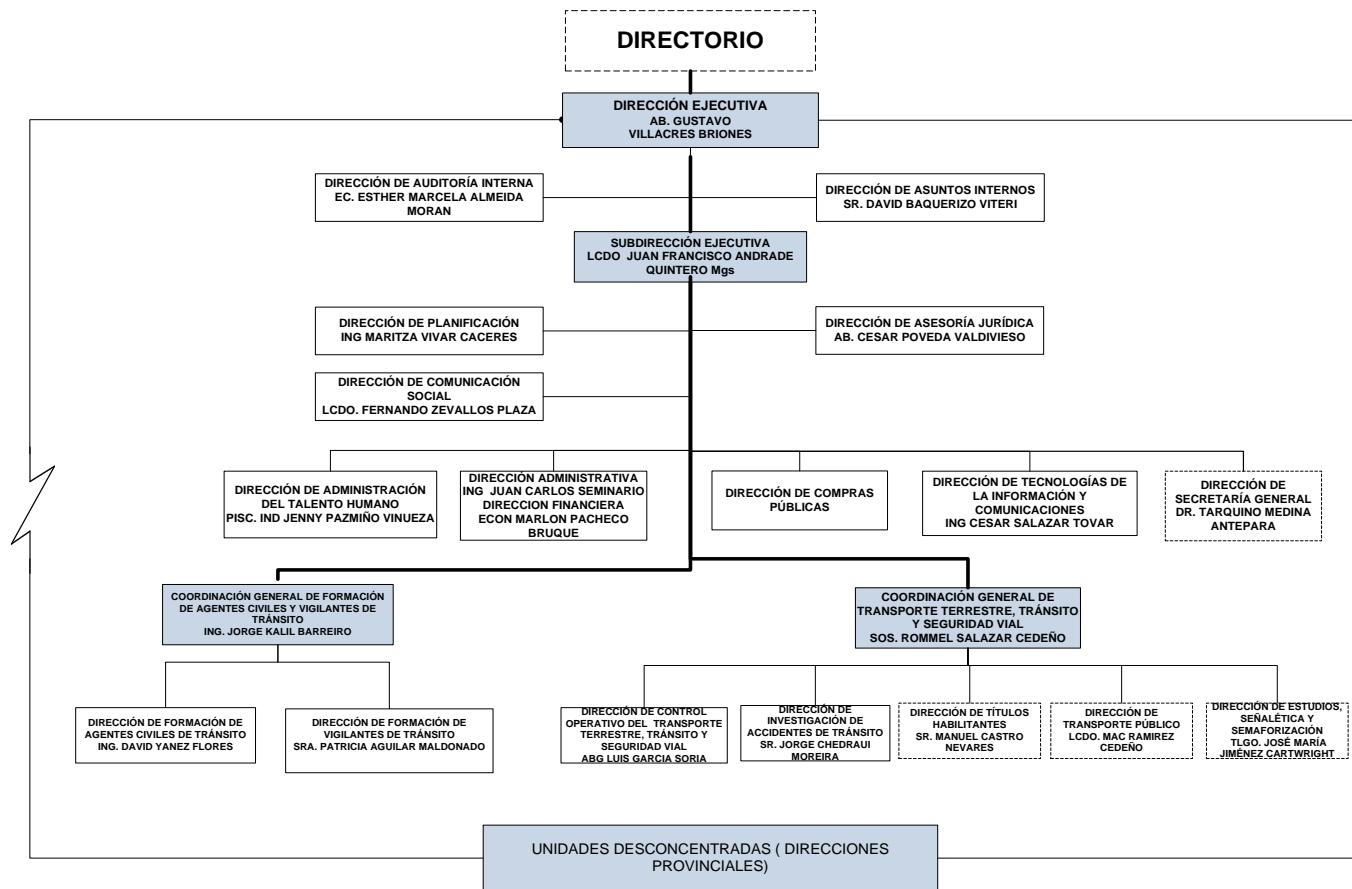 DIRECTORIO
DIRECCIÓN EJECUTIVA
AB. GUSTAVO
VILLACRES BRIONES
DIRECCIÓN DE AUDITORÍA INTERNA
EC. ESTHER MARCELA ALMEIDA
MORAN
DIRECCIÓN DE ASUNTOS INTERNOS
SR. DAVID BAQUERIZO VITERI
SUBDIRECCIÓN EJECUTIVA
LCDO JUAN FRANCISCO ANDRADE
QUINTERO Mgs
DIRECCIÓN DE PLANIFICACIÓN
ING MARITZA VIVAR CACERES
DIRECCIÓN DE ASESORÍA JURÍDICA
AB. CESAR POVEDA VALDIVIESO
DIRECCIÓN DE COMUNICACIÓN
SOCIAL
LCDO. FERNANDO ZEVALLOS PLAZA
DIRECCIÓN DE ADMINISTRACIÓN
DEL TALENTO HUMANO
PISC. IND JENNY PAZMIÑO VINUEZA
DIRECCIÓN ADMINISTRATIVA
ING JUAN CARLOS SEMINARIO
DIRECCION FINANCIERA
ECON MARLON PACHECO
BRUQUE
DIRECCIÓN DE COMPRAS
PÚBLICAS
DIRECCIÓN DE TECNOLOGÍAS DE
LA INFORMACIÓN Y
COMUNICACIONES
ING CESAR SALAZAR TOVAR
DIRECCIÓN DE
SECRETARÍA GENERAL
DR. TARQUINO MEDINA
ANTEPARA
COORDINACIÓN GENERAL DE FORMACIÓN
DE AGENTES CIVILES Y VIGILANTES DE
TRÁNSITO
ING. JORGE KALIL BARREIRO
COORDINACIÓN GENERAL DE
TRANSPORTE TERRESTRE, TRÁNSITO
Y SEGURIDAD VIAL
SOS. ROMMEL SALAZAR CEDEÑO
DIRECCIÓN DE FORMACIÓN DE
AGENTES CIVILES DE TRÁNSITO
ING. DAVID YANEZ FLORES
DIRECCIÓN DE FORMACIÓN DE
VIGILANTES DE TRÁNSITO
SRA. PATRICIA AGUILAR MALDONADO
DIRECCIÓN DE CONTROL
OPERATIVO DEL TRANSPORTE
TERRESTRE, TRÁNSITO Y
SEGURIDAD VIAL
ABG LUIS GARCIA SORIA
DIRECCIÓN DE
INVESTIGACIÓN DE
ACCIDENTES DE TRÁNSITO
SR. JORGE CHEDRAUI
MOREIRA
DIRECCIÓN DE TÍTULOS
HABILITANTES
SR. MANUEL CASTRO
NEVARES
DIRECCIÓN DE
TRANSPORTE PÚBLICO
LCDO. MAC RAMIREZ
CEDEÑO
DIRECCIÓN DE ESTUDIOS,
SEÑALÉTICA Y
SEMAFORIZACIÓN
TLGO. JOSÉ MARÍA
JIMÉNEZ CARTWRIGHT
UNIDADES DESCONCENTRADAS ( DIRECCIONES
PROVINCIALES)